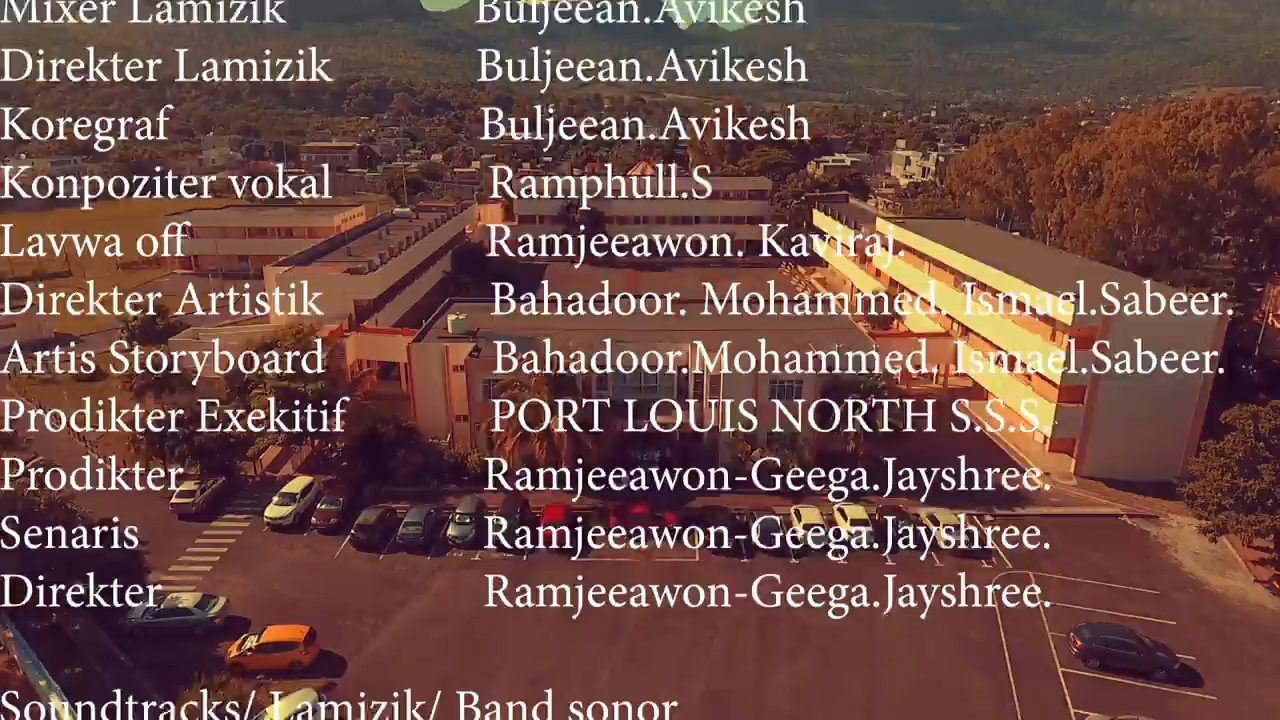 Mixer Lamizik Buljeean.Avikesh
Direkter Lamizik Buljeean.Avikesh
Koregraf Buljeean.Avikesh
Konpoziter vokal Ramphull.S
Lavwa off Ramjeeawon. Kaviraj.
Direkter Artistik Bahadoor. Mohammed. Ismael.Sabeer.
Artis Storyboard Bahadoor.Mohammed. Ismael.Sabeer.
Prodikter Exekitif PORT LOUIS NORTH S.S.S.
Prodikter Ramjeeawon-Geega.Jayshree.
Senaris Ramjeeawon-Geega.Jayshree.
Direkter Ramjeeawon-Geega.Jayshree.
Soundtracks/ Lamizik/ Band sonor